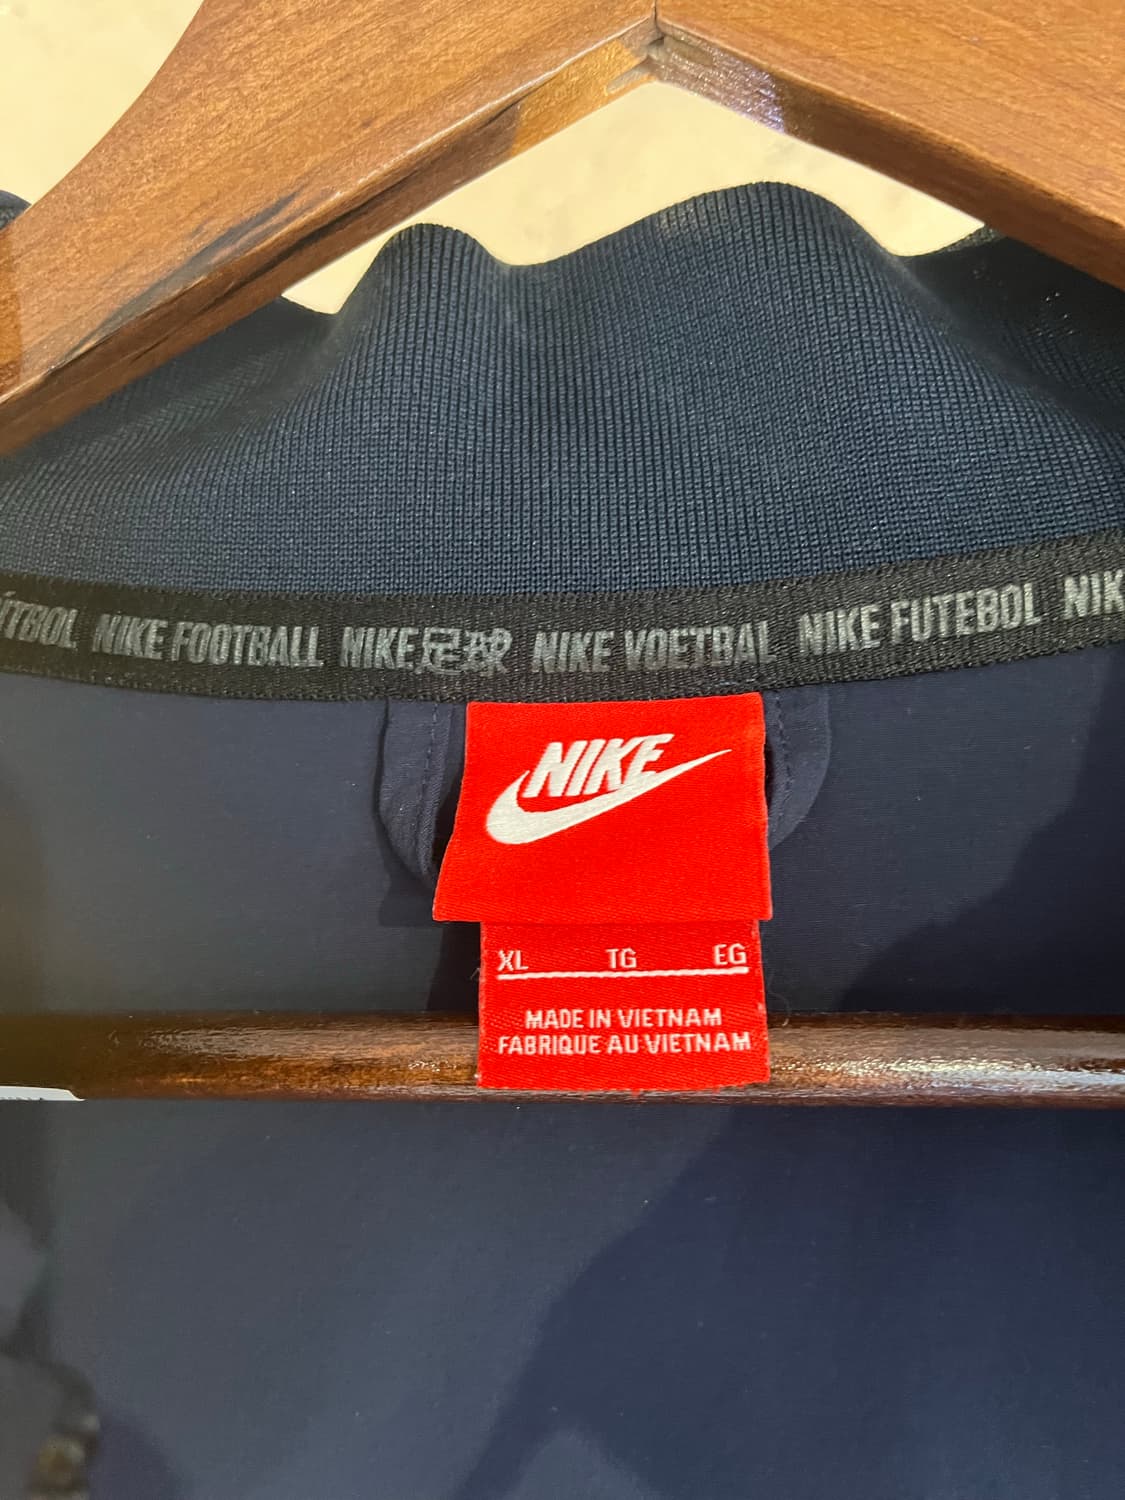 ÚTBOL NIKE FOOTBALL NIKE足球 NIKE VOETBAL NIKE FUTEBOL NIK
NIKE
XL TG EG
MADE IN VIETNAM
FABRIQUE AU VIETNAM